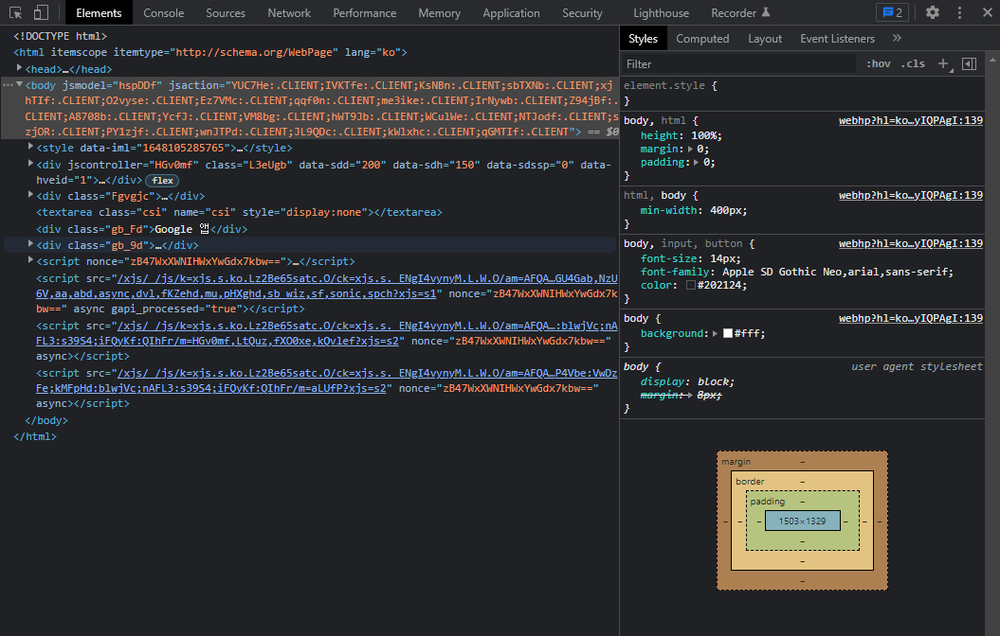 Elements Console Sources Network Performance Memory Application Security Lighthouse Recorder 2
<!DOCTYPE html>
<html itemscope itemtype="http://schema.org/WebPage" lang="ko">
<head>…</head>
<body jsmodel="hspDDf" jsaction="YUC7He:.CLIENT;IVKTfe:.CLIENT;KsNBn:.CLIENT;sbTXNb:.CLIENT;xj
hTIf:.CLIENT;O2vyse:.CLIENT;Ez7VMc:.CLIENT;qqf0n:.CLIENT;me3ike:.CLIENT;IrNywb:.CLIENT;Z94jBf:.
CLIENT;A8708b:.CLIENT;YcfJ:.CLIENT;VM8bg:.CLIENT;hWT9Jb:.CLIENT;WCulWe:.CLIENT;NTJodf:.CLIENT;s
zjOR:.CLIENT;PY1zjf:.CLIENT;wnJTPd:.CLIENT;JL9QDc:.CLIENT;kWlxhc:.CLIENT;qGMTIf:.CLIENT"> == $0
<style data-iml="1648105285765">…</style>
<div jscontroller="HGv0mf" class="L3eUgb" data-sdd="200" data-sdh="150" data-sdssp="0" data-
hveid="1">…</div> flex
<div class="Fgvgjc">…</div>
<textarea class="csi" name="csi" style="display:none"></textarea>
<div class="gb_Fd">Google 앱</div>
<div class="gb_9d">…</div>
<script nonce="zB47WxXWNIHWxYwGdx7kbw==">…</script>
<script src="/xjs/_/js/k=xjs.s.ko.Lz2Be65satc.O/ck=xjs.s._ENgI4vynyM.L.W.O/am=AFQA…GU4Gab,NzU
6V,aa,abd,async,dvl,fKZehd,mu,pHXghd,sb_wiz,sf,sonic,spch?xjs=s1" nonce="zB47WxXWNIHWxYwGdx7k
bw==" async gapi_processed="true"></script>
<script src="/xjs/_/js/k=xjs.s.ko.Lz2Be65satc.O/ck=xjs.s._ENgI4vynyM.L.W.O/am=AFQA…:blwjVc;nA
FL3:s39S4;iFQyKf:QIhFr/m=HGv0mf,LtQuz,fXO0xe,kQvlef?xjs=s2" nonce="zB47WxXWNIHWxYwGdx7kbw=="
async></script>
<script src="/xjs/_/js/k=xjs.s.ko.Lz2Be65satc.O/ck=xjs.s._ENgI4vynyM.L.W.O/am=AFQA…P4Vbe:VwDz
Fe;kMFpHd:blwjVc;nAFL3:s39S4;iFQyKf:QIhFr/m=aLUfP?xjs=s2" nonce="zB47WxXWNIHWxYwGdx7kbw=="
async></script>
</body>
</html>
Styles Computed Layout Event Listeners
Filter :hov .cls
element.style {
}
body, html { webhp?hl=ko…yIQPAgI:139
height: 100%;
margin: 0;
padding: 0;
}
html, body { webhp?hl=ko…yIQPAgI:139
min-width: 400px;
}
body, input, button { webhp?hl=ko…yIQPAgI:139
font-size: 14px;
font-family: Apple SD Gothic Neo,arial,sans-serif;
color: #202124;
}
body { webhp?hl=ko…yIQPAgI:139
background: #fff;
}
body { user agent stylesheet
display: block;
margin: 8px;
}
margin –
border –
padding –
– – – 1503×1329 – – –
–
–
–